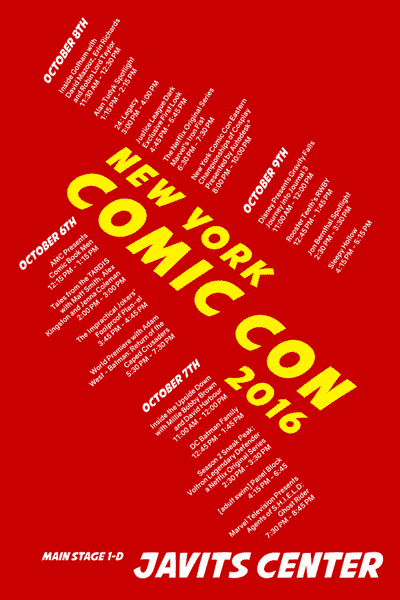 OCTOBER 8TH
Inside Gotham with
David Mazouz, Erin Richards
and Robin Lord Taylor
11:30 AM - 12:30 PM
Alan Tudyk Spotlight
1:15 PM - 2:15 PM
24: Legacy
3:00 PM - 4:00 PM
Justice League Dark
Exclusive First Look
4:45 PM - 5:45 PM
The Netflix Original Series
Marvel's Iron Fist
6:30 PM - 7:30 PM
New York Comic Con Eastern
Championships of Cosplay
Presented by Autodesk
8:00 PM - 10:00 PM
OCTOBER 9TH
Disney Presents Gravity Falls
Journey into Journal 3
11:00 AM - 12:00 PM
Rooster Teeth's RWBY
12:45 PM - 1:45 PM
Jon Bernthal Spotlight
2:30 PM - 3:30 PM
Sleepy Hollow
4:15 PM - 5:15 PM
NEW YORK
COMIC CON
2016
OCTOBER 6TH
AMC Presents
Comic Book Men
12:15 PM - 1:15 PM
Tales from the TARDIS
with Matt Smith, Alex
Kingston and Jenna Coleman
2:00 PM - 3:00 PM
The Impractical Jokers'
Foolproof Plan-el
3:45 PM - 4:45 PM
World Premiere with Adam
West - Batman: Return of the
Caped Crusaders
5:30 PM - 7:30 PM
OCTOBER 7TH
Inside the Upside Down
with Millie Bobby Brown
and David Harbour
11:00 AM - 12:00 PM
DC Batman Family
12:45 PM - 1:45 PM
Season 2 Sneak Peak:
Voltron Legendary Defender
a Netflix Original Series
2:30 PM - 3:30 PM
[adult swim] Panel Block
4:15 PM - 6:45
Marvel Television Presents
Agents of S.H.I.E.L.D:
Ghost Rider
7:30 PM - 8:45 PM
MAIN STAGE 1-D
JAVITS CENTER